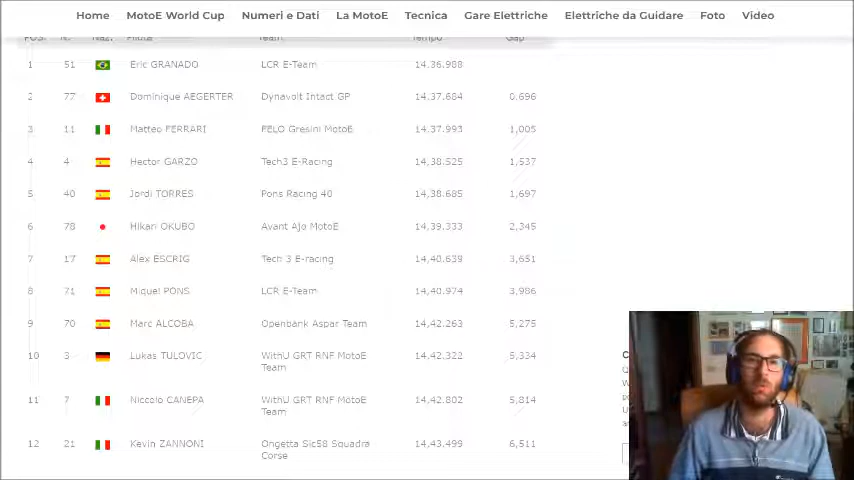 Home MotoE World Cup Numeri e Dati La MotoE Tecnica Gare Elettriche Elettriche da Guidare Foto Video
Pos. N. Naz. Pilota Team Tempo Gap
1 51 Eric GRANADO LCR E-Team 14.36.988
2 77 Dominique AEGERTER Dynavolt Intact GP 14.37.684 0.696
3 11 Matteo FERRARI FELO Gresini MotoE 14.37.993 1,005
4 4 Hector GARZO Tech3 E-Racing 14,38.525 1,537
5 40 Jordi TORRES Pons Racing 40 14,38.685 1,697
6 78 Hikari OKUBO Avant Ajo MotoE 14,39.333 2,345
7 17 Alex ESCRIG Tech 3 E-racing 14,40.639 3,651
8 71 Miquel PONS LCR E-Team 14,40.974 3,986
9 70 Marc ALCOBA Openbank Aspar Team 14,42.263 5,275
10 3 Lukas TULOVIC WithU GRT RNF MotoE 14,42.322 5,334
Team
11 7 Niccolo CANEPA WithU GRT RNF MotoE 14,42.802 5,814
Team
12 21 Kevin ZANNONI Ongetta Sic58 Squadra 14,43.499 6,511
Corse